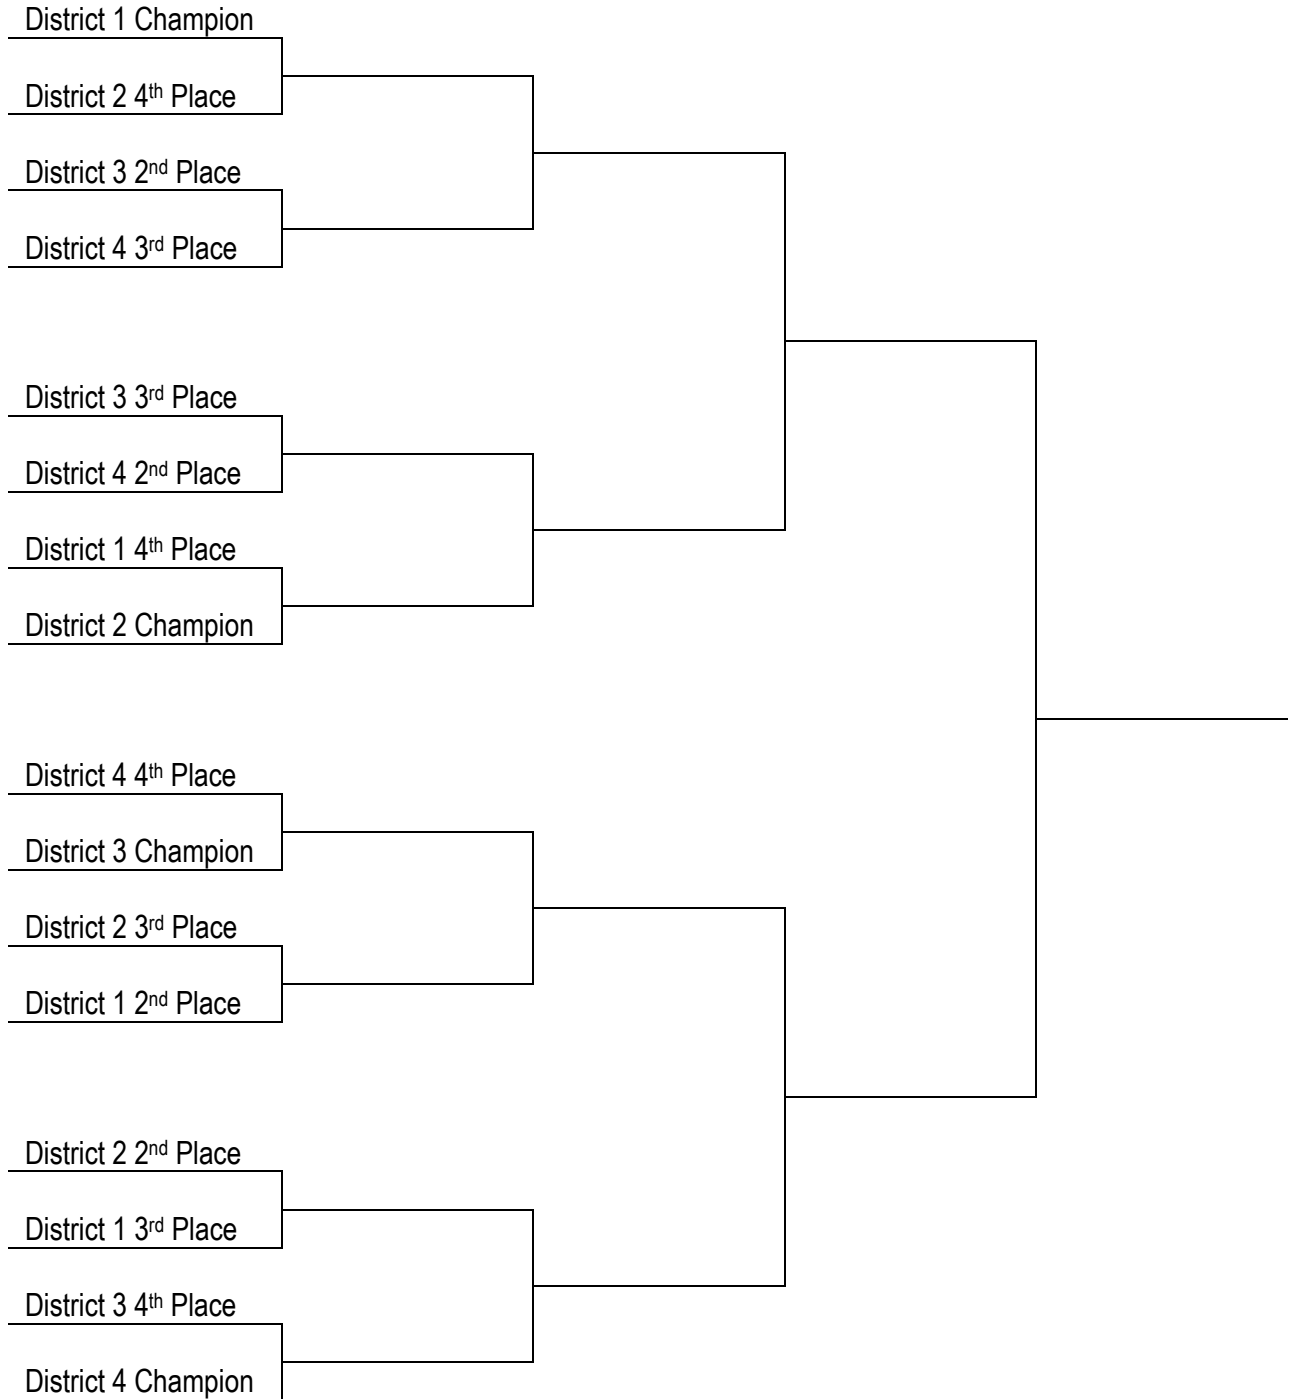 District 1 Champion
District 2 4th Place
District 3 2nd Place
District 4 3rd Place
District 3 3rd Place
District 4 2nd Place
District 1 4th Place
District 2 Champion
District 4 4th Place
District 3 Champion
District 2 3rd Place
District 1 2nd Place
District 2 2nd Place
District 1 3rd Place
District 3 4th Place
District 4 Champion